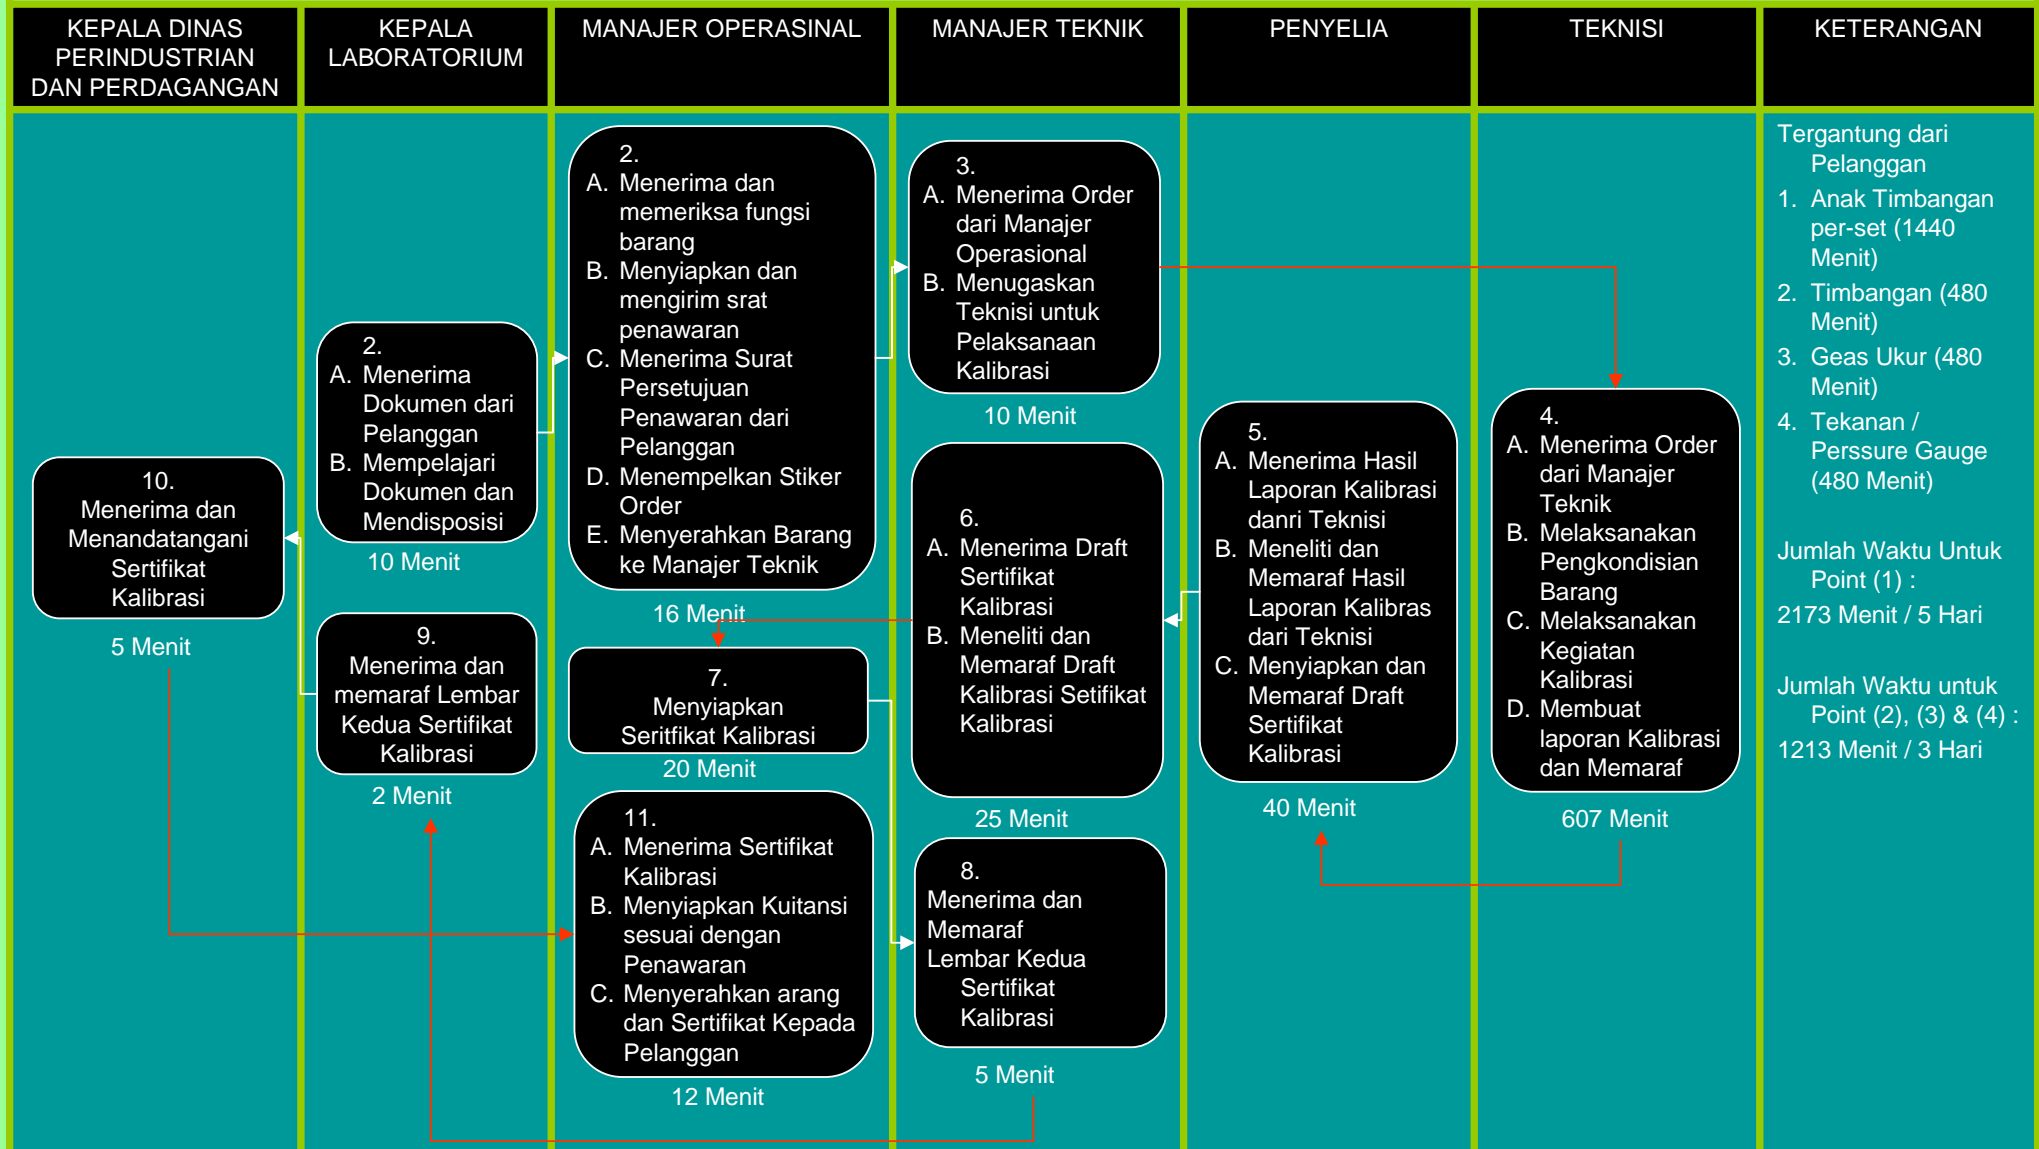 KEPALA DINAS
PERINDUSTRIAN
DAN PERDAGANGAN
KEPALA
LABORATORIUM
MANAJER OPERASINAL
MANAJER TEKNIK
PENYELIA
TEKNISI
KETERANGAN
10.
Menerima dan
Menandatangani
Sertifikat
Kalibrasi
5 Menit
2.
A. Menerima
Dokumen dari
Pelanggan
B. Mempelajari
Dokumen dan
Mendisposisi
10 Menit
9.
Menerima dan
memaraf Lembar
Kedua Sertifikat
Kalibrasi
2 Menit
2.
A. Menerima dan
memeriksa fungsi
barang
B. Menyiapkan dan
mengirim srat
penawaran
C. Menerima Surat
Persetujuan
Penawaran dari
Pelanggan
D. Menempelkan Stiker
Order
E. Menyerahkan Barang
ke Manajer Teknik
16 Menit
7.
Menyiapkan
Seritfikat Kalibrasi
20 Menit
11.
A. Menerima Sertifikat
Kalibrasi
B. Menyiapkan Kuitansi
sesuai dengan
Penawaran
C. Menyerahkan arang
dan Sertifikat Kepada
Pelanggan
12 Menit
3.
A. Menerima Order
dari Manajer
Operasional
B. Menugaskan
Teknisi untuk
Pelaksanaan
Kalibrasi
10 Menit
6.
A. Menerima Draft
Sertifikat
Kalibrasi
B. Meneliti dan
Memaraf Draft
Kalibrasi Setifikat
Kalibrasi
25 Menit
8.
Menerima dan
Memaraf
Lembar Kedua
Sertifikat
Kalibrasi
5 Menit
5.
A. Menerima Hasil
Laporan Kalibrasi
danri Teknisi
B. Meneliti dan
Memaraf Hasil
Laporan Kalibras
dari Teknisi
C. Menyiapkan dan
Memaraf Draft
Sertifikat
Kalibrasi
40 Menit
4.
A. Menerima Order
dari Manajer
Teknik
B. Melaksanakan
Pengkondisian
Barang
C. Melaksanakan
Kegiatan
Kalibrasi
D. Membuat
laporan Kalibrasi
dan Memaraf
607 Menit
Tergantung dari
Pelanggan
1. Anak Timbangan
per-set (1440
Menit)
2. Timbangan (480
Menit)
3. Geas Ukur (480
Menit)
4. Tekanan /
Perssure Gauge
(480 Menit)
Jumlah Waktu Untuk
Point (1) :
2173 Menit / 5 Hari
Jumlah Waktu untuk
Point (2), (3) & (4) :
1213 Menit / 3 Hari